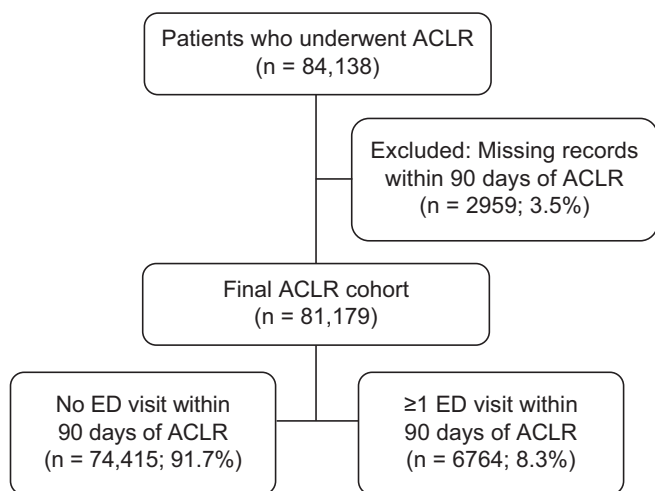 Patients who underwent ACLR
(n = 84,138)
Excluded: Missing records
within 90 days of ACLR
(n = 2959; 3.5%)
Final ACLR cohort
(n = 81,179)
No ED visit within
90 days of ACLR
(n = 74,415; 91.7%)
≥1 ED visit within
90 days of ACLR
(n = 6764; 8.3%)